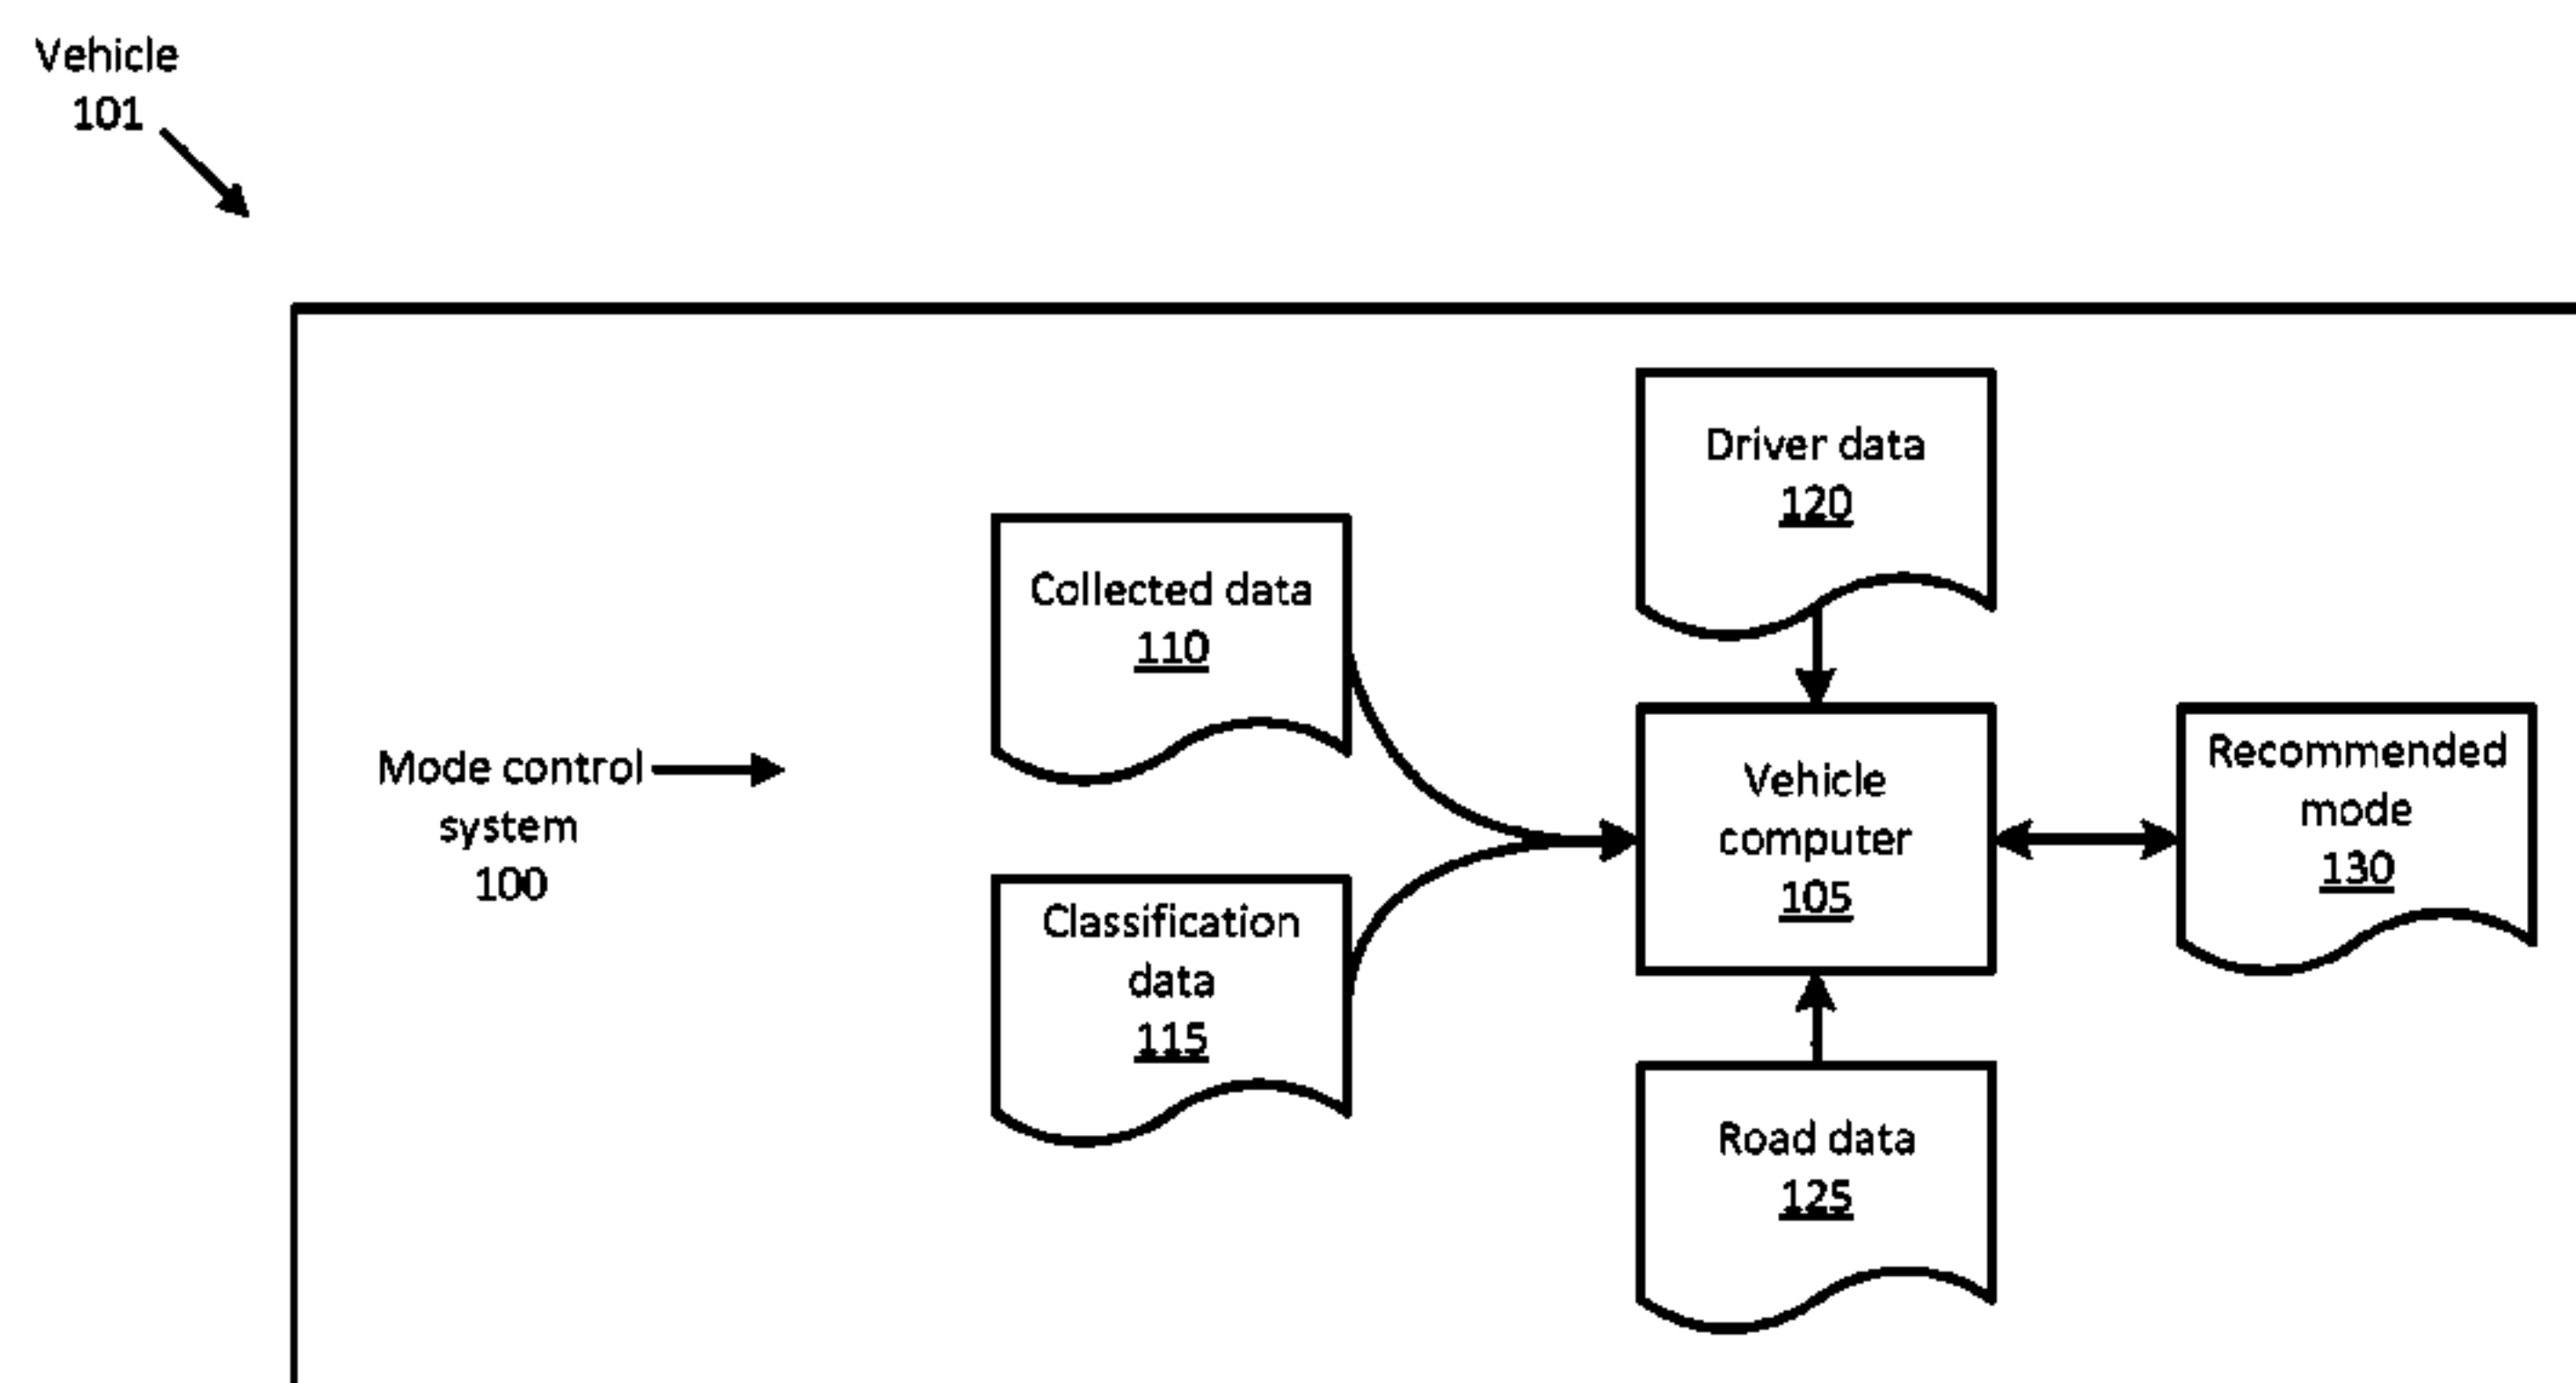 Vehicle
101
Driver data
120
Collected data
110
Mode control
system
100
Vehicle
computer
105
Recommended
mode
130
Classification
data
115
Road data
125